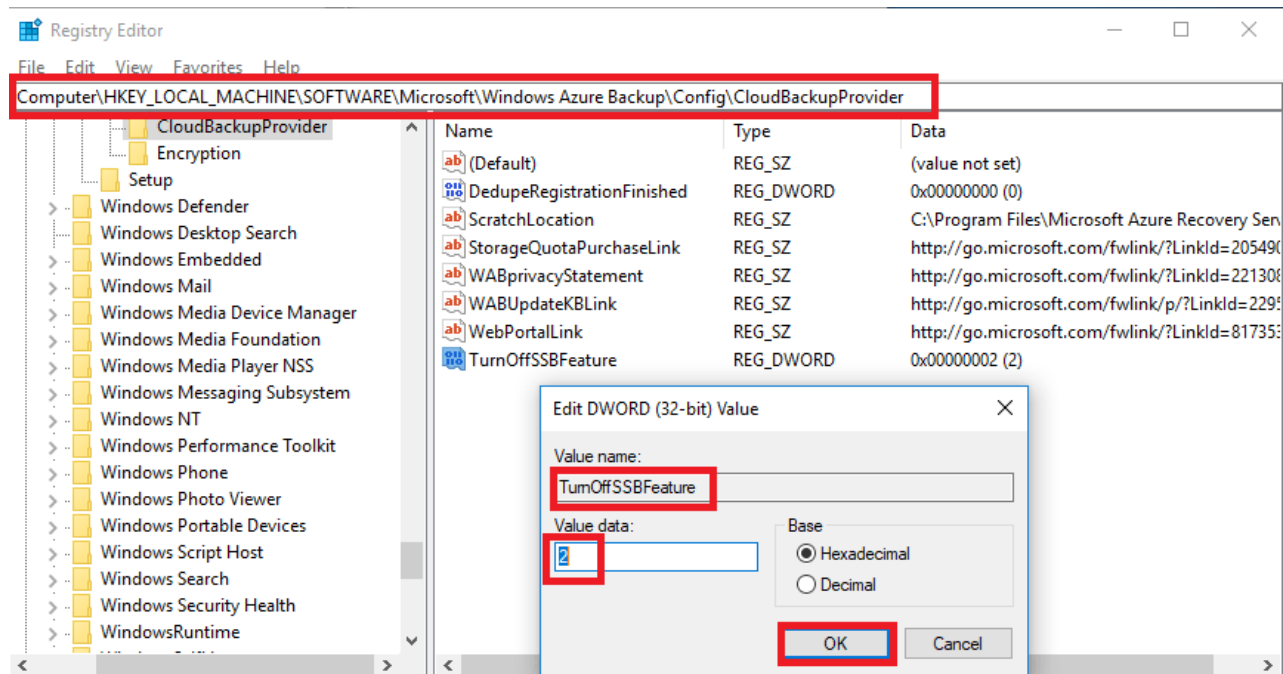 Registry Editor
File Edit View Favorites Help
Computer\HKEY_LOCAL_MACHINE\SOFTWARE\Microsoft\Windows Azure Backup\Config\CloudBackupProvider
CloudBackupProvider
Encryption
Setup
Windows Defender
Windows Desktop Search
Windows Embedded
Windows Mail
Windows Media Device Manager
Windows Media Foundation
Windows Media Player NSS
Windows Messaging Subsystem
Windows NT
Windows Performance Toolkit
Windows Phone
Windows Photo Viewer
Windows Portable Devices
Windows Script Host
Windows Search
Windows Security Health
WindowsRuntime
Name Type Data
(Default) REG_SZ (value not set)
DedupeRegistrationFinished REG_DWORD 0x00000000 (0)
ScratchLocation REG_SZ C:\Program Files\Microsoft Azure Recovery Serv
StorageQuotaPurchaseLink REG_SZ http://go.microsoft.com/fwlink/?LinkId=205490
WABprivacyStatement REG_SZ http://go.microsoft.com/fwlink/?LinkId=221308
WABUpdateKBLink REG_SZ http://go.microsoft.com/fwlink/p/?LinkId=2295
WebPortalLink REG_SZ http://go.microsoft.com/fwlink/?LinkId=817353
TurnOffSSBFeature REG_DWORD 0x00000002 (2)
Edit DWORD (32-bit) Value
Value name:
TurnOffSSBFeature
Value data: Base
2 Hexadecimal
Decimal
OK Cancel